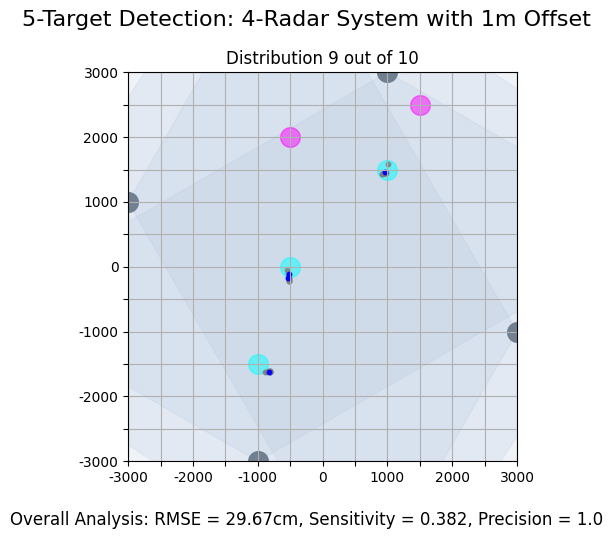 5-Target Detection: 4-Radar System with 1m Offset
Distribution 9 out of 10
3000
2000
1000
0
-1000
-2000
-3000
-3000 -2000 -1000 0 1000 2000 3000
Overall Analysis: RMSE = 29.67cm, Sensitivity = 0.382, Precision = 1.0